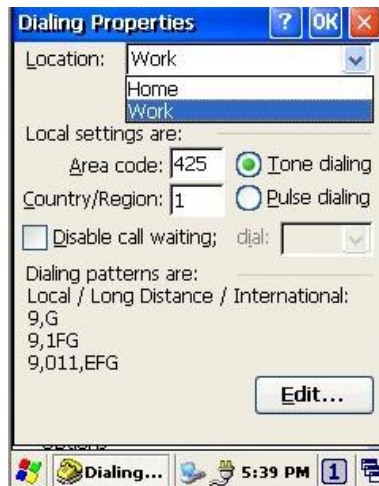 Dialing Properties ? OK X
Location: Work
Home
Work
Local settings are:
Area code: 425 Tone dialing
Country/Region: 1 Pulse dialing
Disable call waiting; dial:
Dialing patterns are:
Local / Long Distance / International:
9,G
9,1FG
9,011,EFG
Edit...
Options
Dialing... 5:39 PM 1